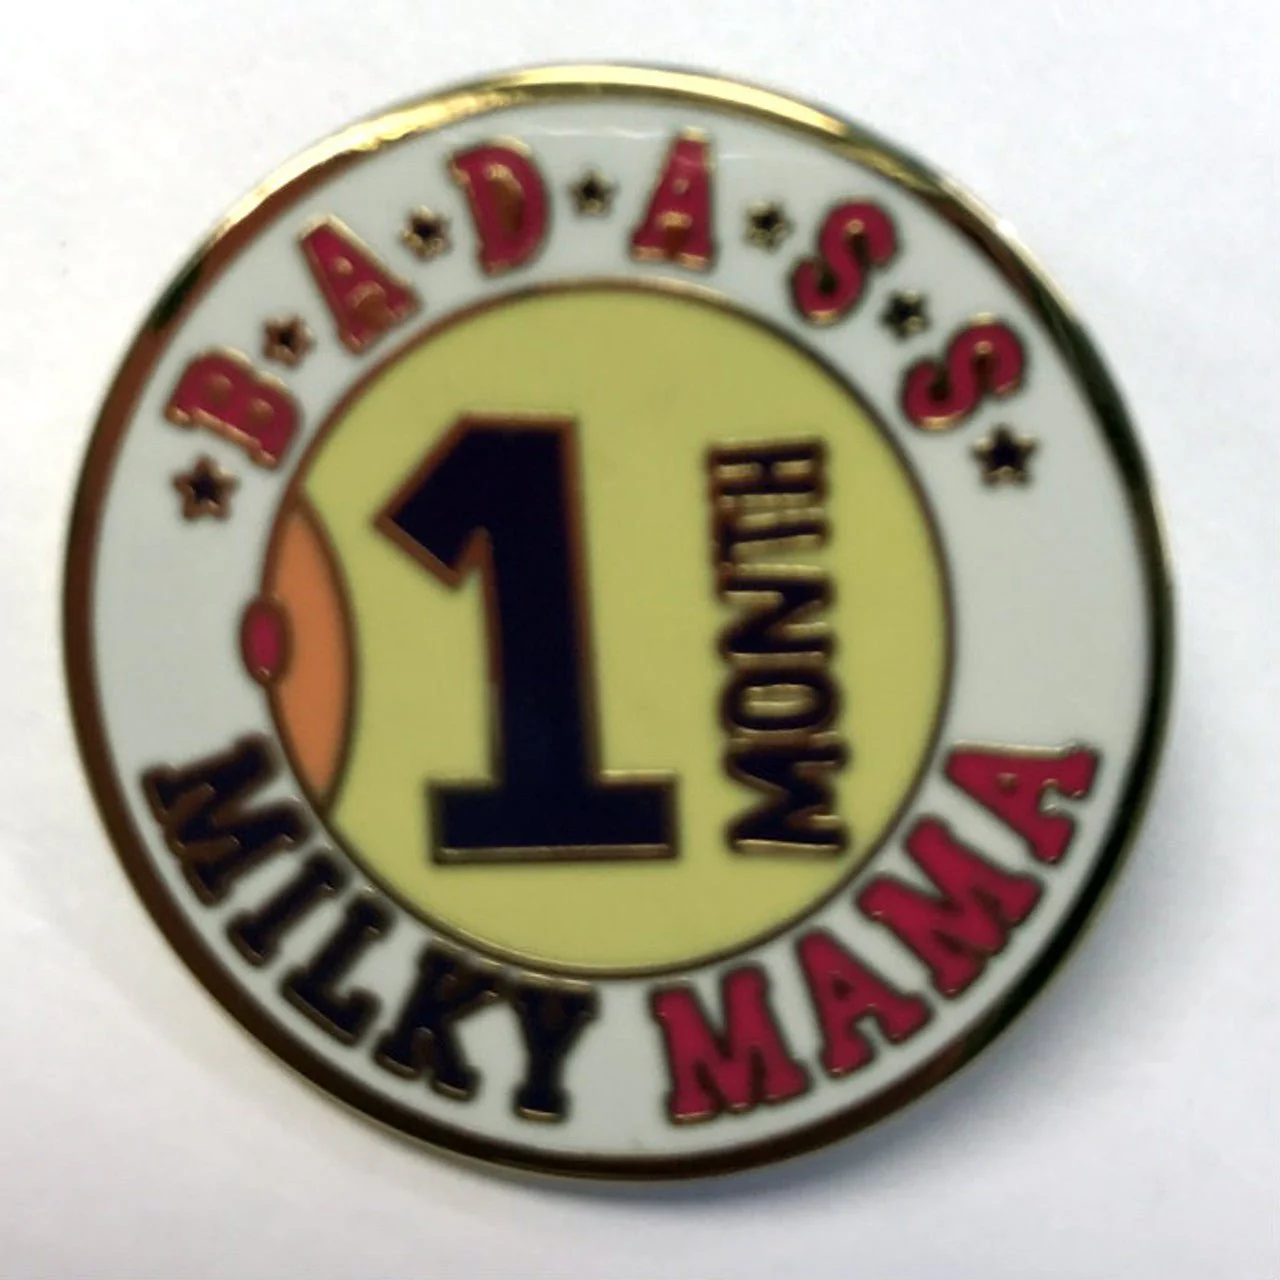 B★A★D★A★S★S★
1
MONTH
MILKY MAMA